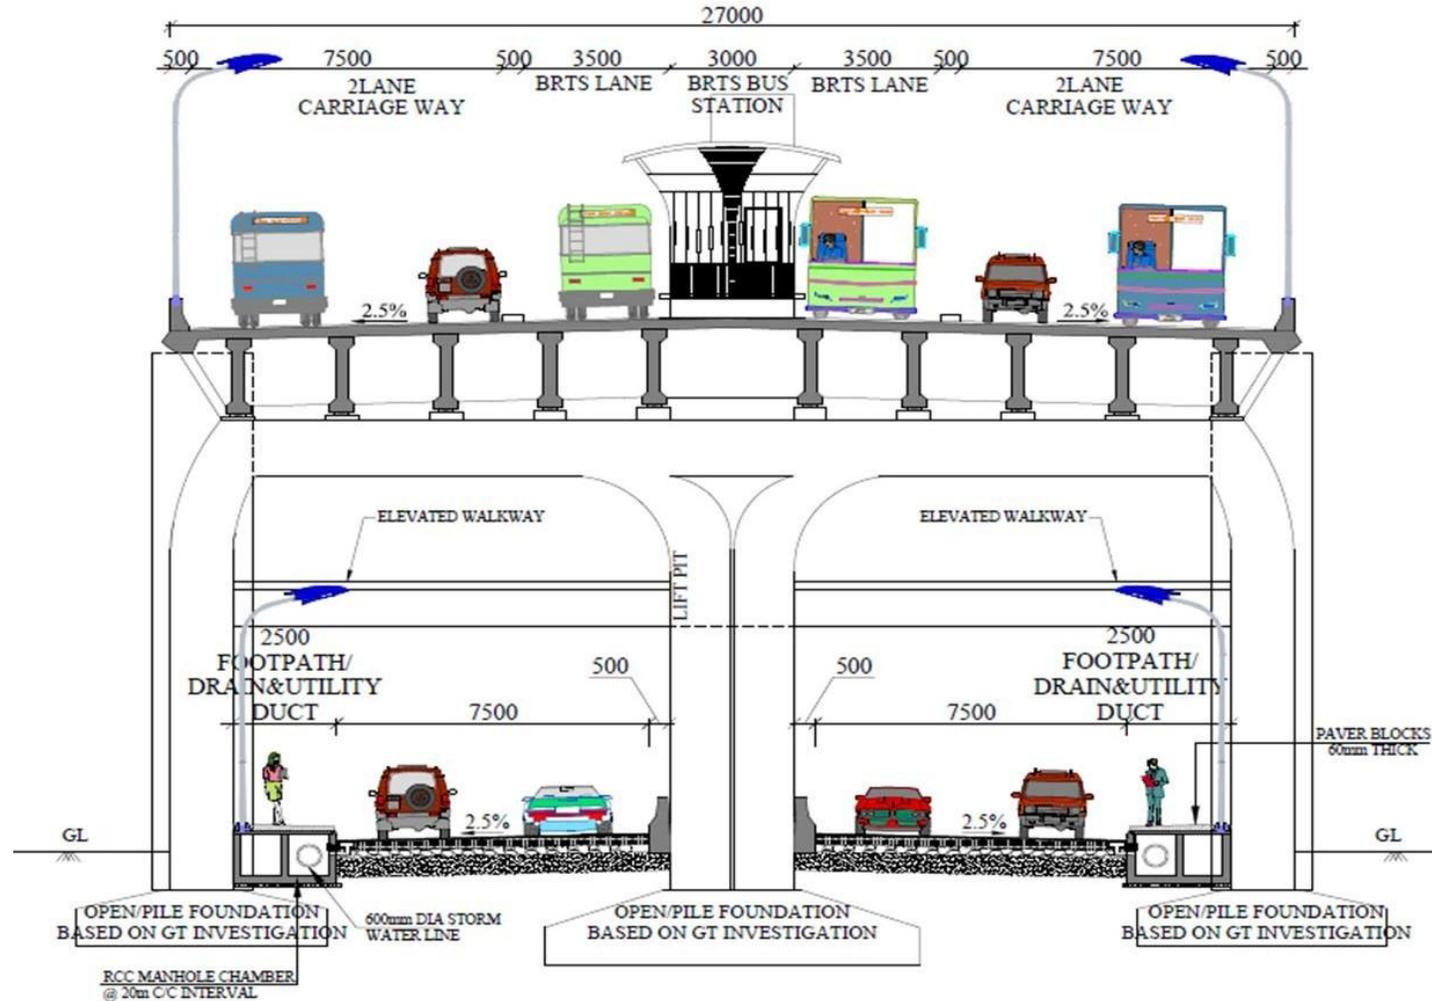 27000
500 7500 500 3500 3000 3500 500 7500 500
2LANE
CARRIAGE WAY
BRTS LANE
BRTS BUS
STATION
BRTS LANE
2LANE
CARRIAGE WAY
2.5%
2.5%
ELEVATED WALKWAY
ELEVATED WALKWAY
LIFT PIT
2500
FOOTPATH/
DRAIN&UTILITY
DUCT
500
7500
500
7500
2500
FOOTPATH/
DRAIN&UTILITY
DUCT
PAVER BLOCKS
60mm THICK
2.5%
2.5%
GL
GL
OPEN/PILE FOUNDATION
BASED ON GT INVESTIGATION
600mm DIA STORM
WATER LINE
OPEN/PILE FOUNDATION
BASED ON GT INVESTIGATION
OPEN/PILE FOUNDATION
BASED ON GT INVESTIGATION
RCC MANHOLE CHAMBER
@ 20m C/C INTERVAL